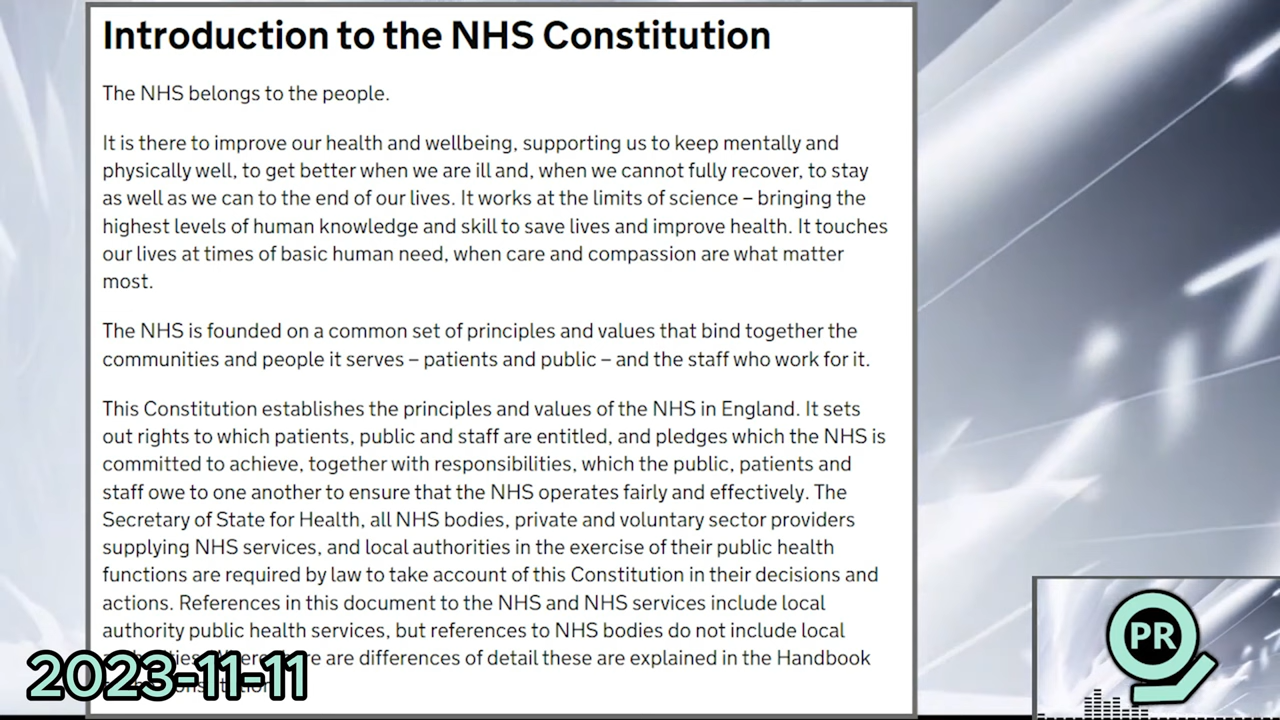 Introduction to the NHS Constitution
The NHS belongs to the people.
It is there to improve our health and wellbeing, supporting us to keep mentally and
physically well, to get better when we are ill and, when we cannot fully recover, to stay
as well as we can to the end of our lives. It works at the limits of science – bringing the
highest levels of human knowledge and skill to save lives and improve health. It touches
our lives at times of basic human need, when care and compassion are what matter
most.
The NHS is founded on a common set of principles and values that bind together the
communities and people it serves – patients and public – and the staff who work for it.
This Constitution establishes the principles and values of the NHS in England. It sets
out rights to which patients, public and staff are entitled, and pledges which the NHS is
committed to achieve, together with responsibilities, which the public, patients and
staff owe to one another to ensure that the NHS operates fairly and effectively. The
Secretary of State for Health, all NHS bodies, private and voluntary sector providers
supplying NHS services, and local authorities in the exercise of their public health
functions are required by law to take account of this Constitution in their decisions and
actions. References in this document to the NHS and NHS services include local
authority public health services, but references to NHS bodies do not include local
are differences of detail these are explained in the Handbook
2023-11-11
PR